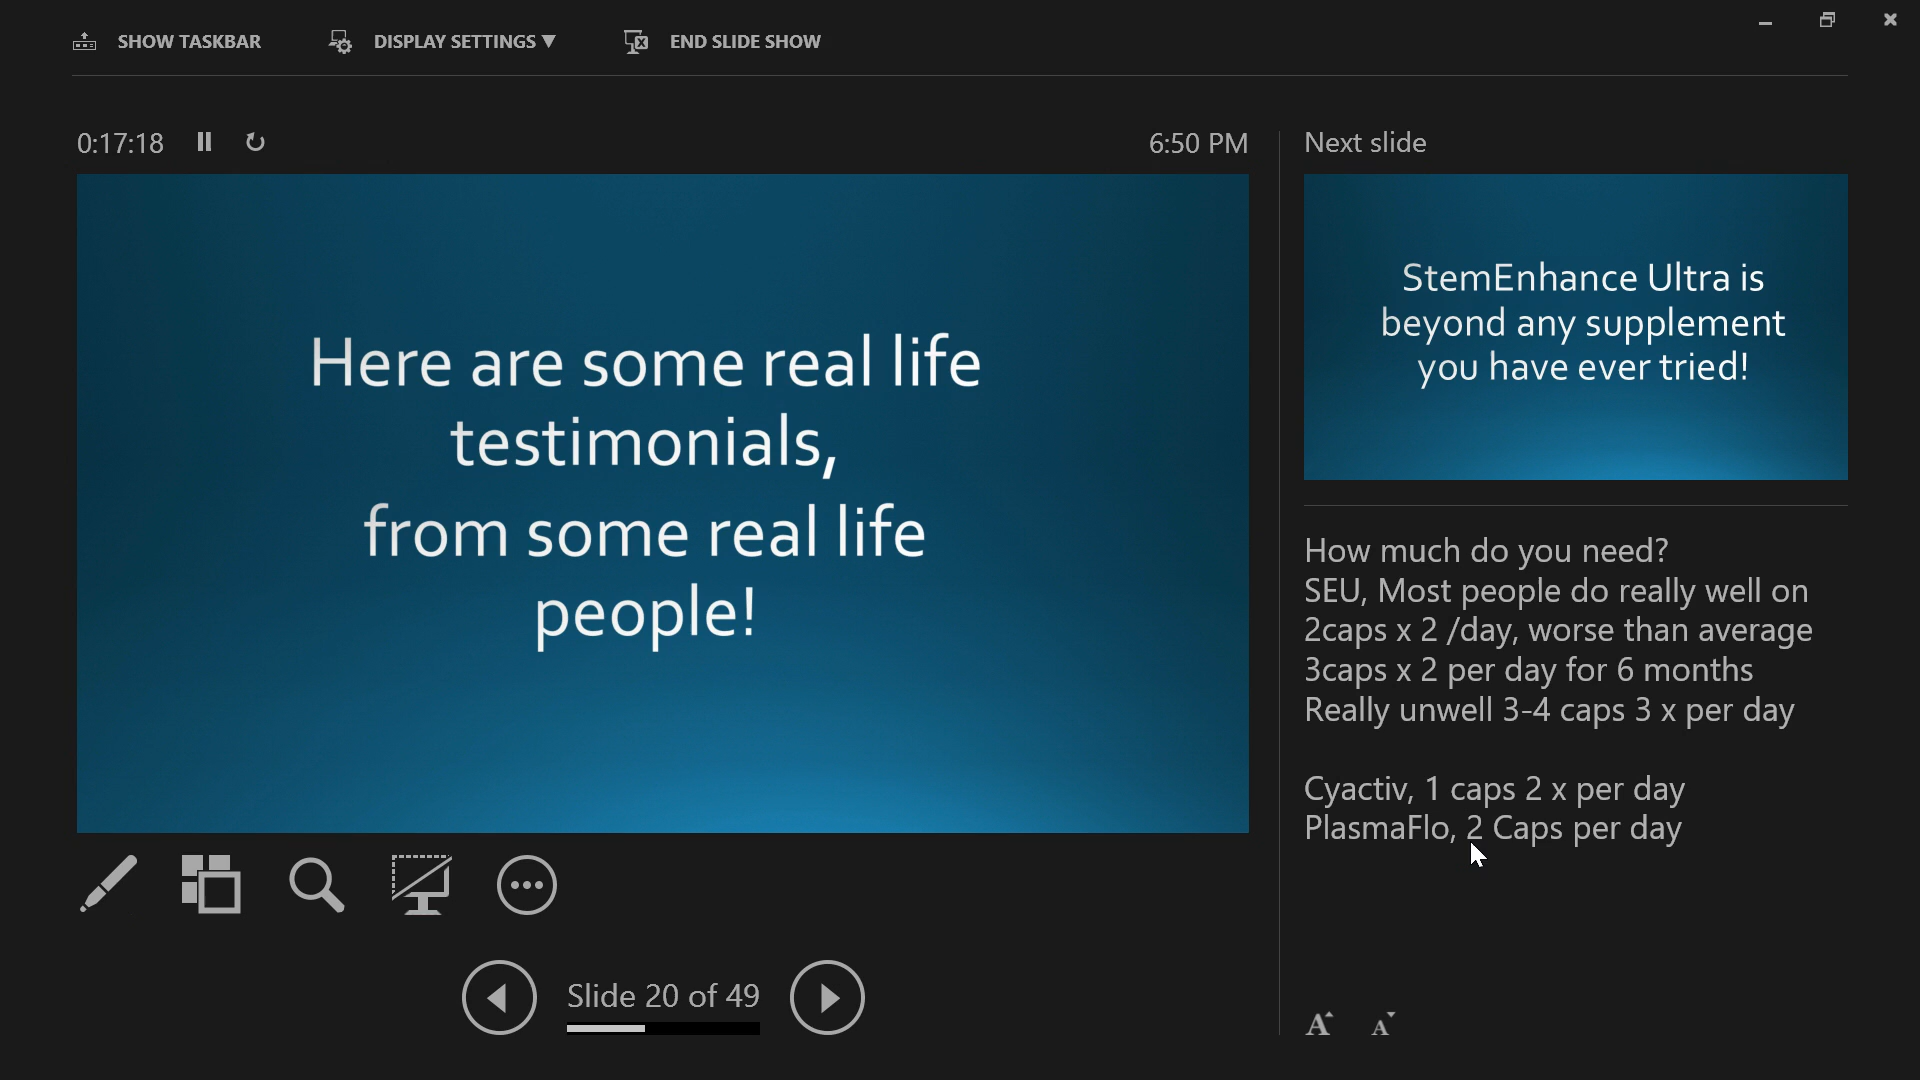 SHOW TASKBAR
DISPLAY SETTINGS ▼
END SLIDE SHOW
0:17:18
6:50 PM
Here are some real life
testimonials,
from some real life
people!
Slide 20 of 49
Next slide
StemEnhance Ultra is
beyond any supplement
you have ever tried!
How much do you need?
SEU, Most people do really well on
2caps x 2 /day, worse than average
3caps x 2 per day for 6 months
Really unwell 3-4 caps 3 x per day
Cyactiv, 1 caps 2 x per day
PlasmaFlo, 2 Caps per day
A
A